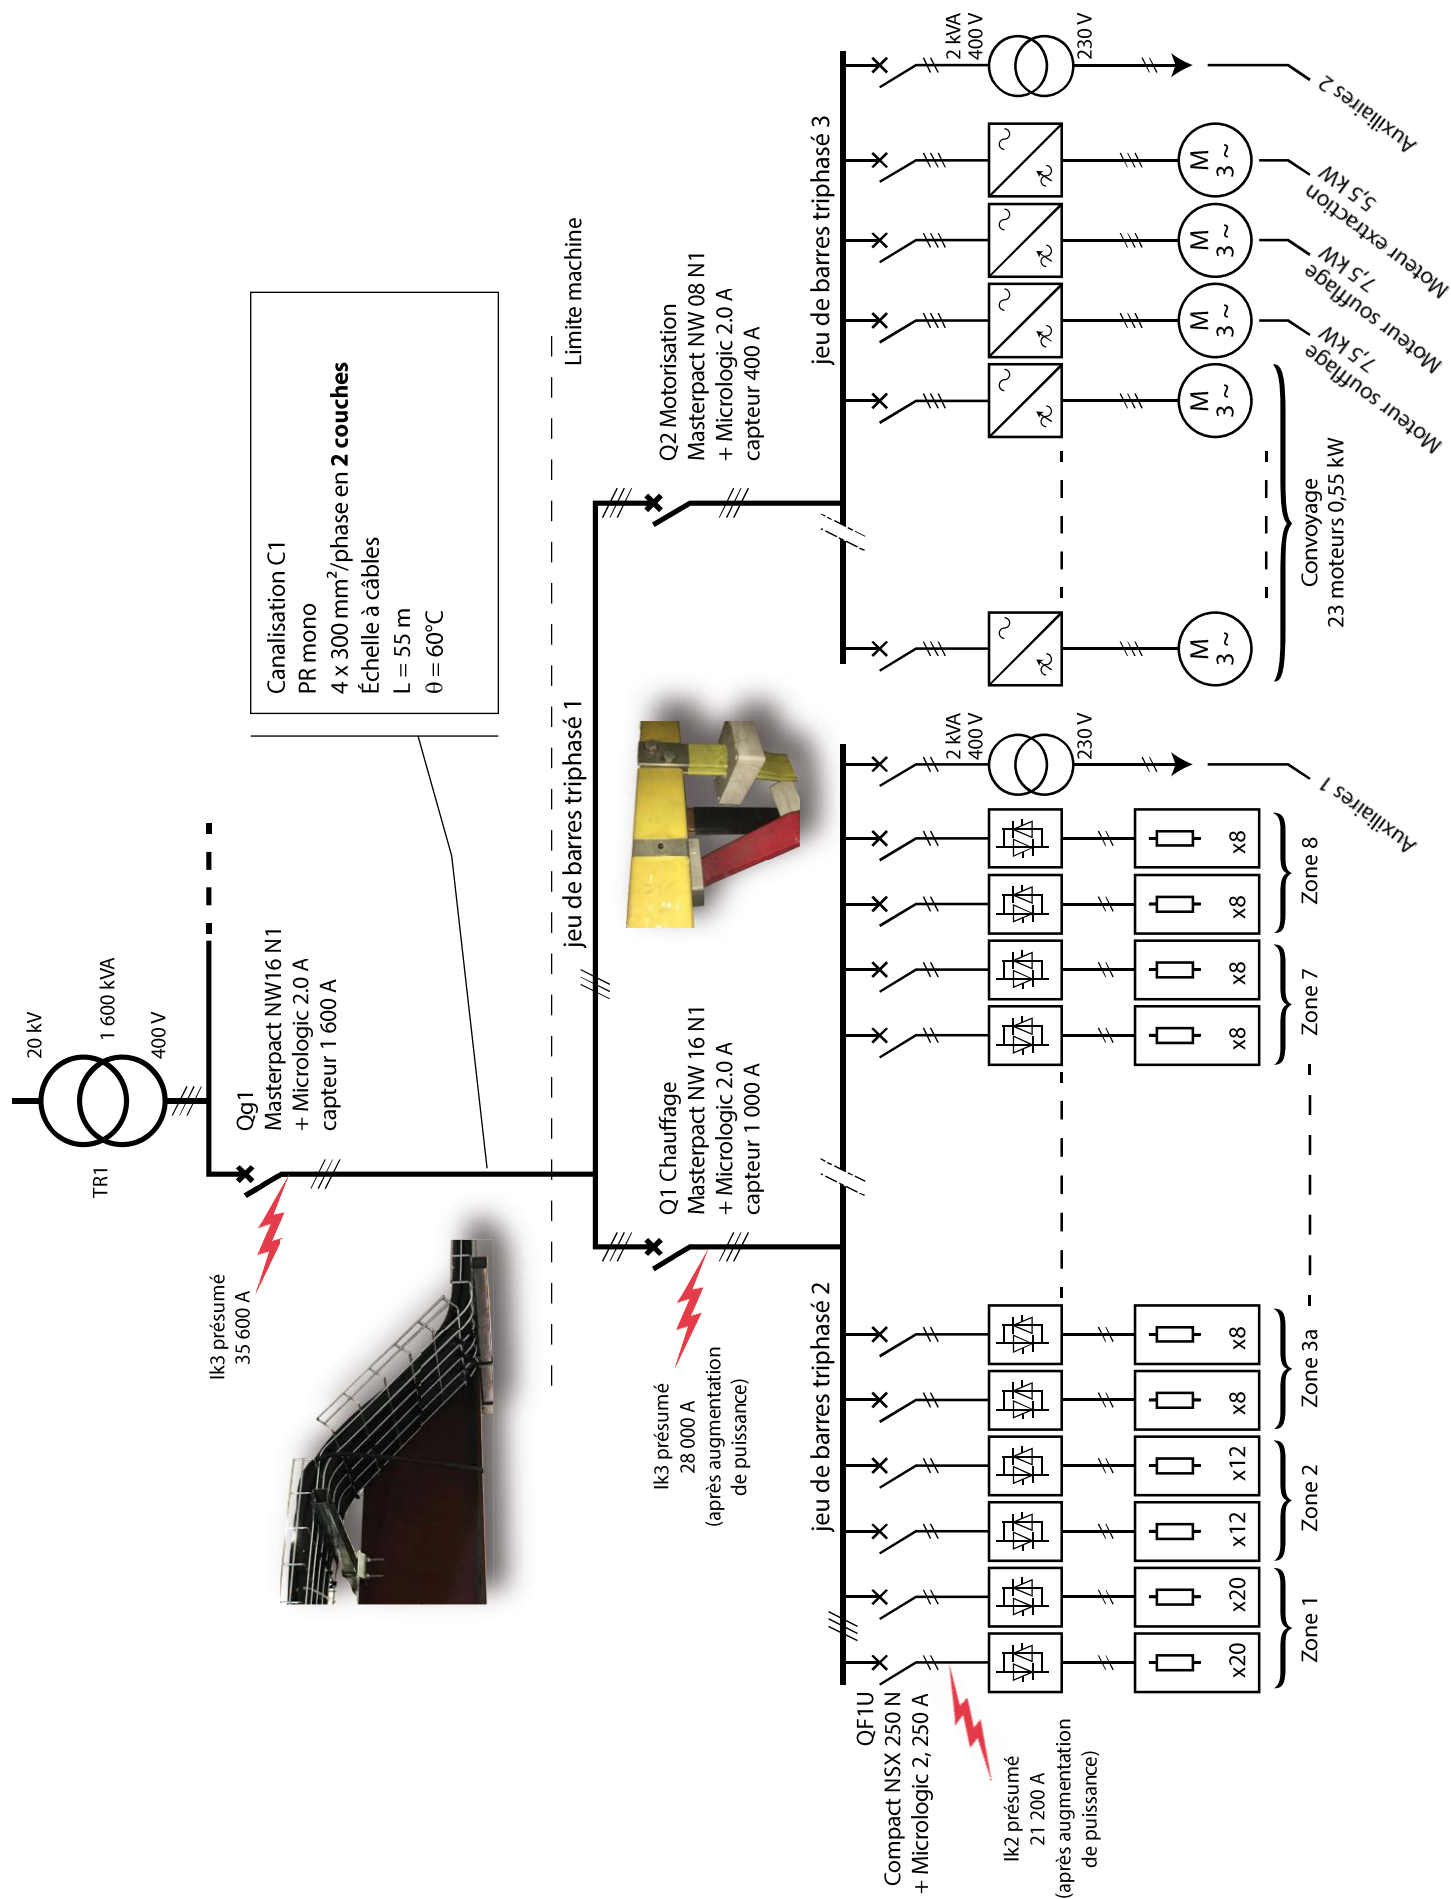 20 kV
1 600 kVA
400 V
TR1
Qg1
Masterpact NW16 N1
+ Micrologic 2.0 A
capteur 1 600 A
Ik3 présumé
35 600 A
Canalisation C1
PR mono
4 x 300 mm²/phase en 2 couches
Échelle à câbles
L = 55 m
θ = 60°C
Limite machine
jeu de barres triphasé 1
Q1 Chauffage
Masterpact NW 16 N1
+ Micrologic 2.0 A
capteur 1 000 A
Ik3 présumé
28 000 A
(après augmentation
de puissance)
Q2 Motorisation
Masterpact NW 08 N1
+ Micrologic 2.0 A
capteur 400 A
jeu de barres triphasé 2
QF1U
Compact NSX 250 N
+ Micrologic 2, 250 A
Ik2 présumé
21 200 A
(après augmentation
de puissance)
x20
x20
x12
x12
x8
x8
x8
x8
x8
x8
Zone 1
Zone 2
Zone 3a
Zone 7
Zone 8
2 kVA
400 V
230 V
Auxiliaires 1
jeu de barres triphasé 3
M
3 ~
M
3 ~
M
3 ~
M
3 ~
M
3 ~
Convoyage
23 moteurs 0,55 kW
Moteur soufflage
7,5 kW
Moteur soufflage
7,5 kW
Moteur extraction
5,5 kW
2 kVA
400 V
230 V
Auxiliaires 2